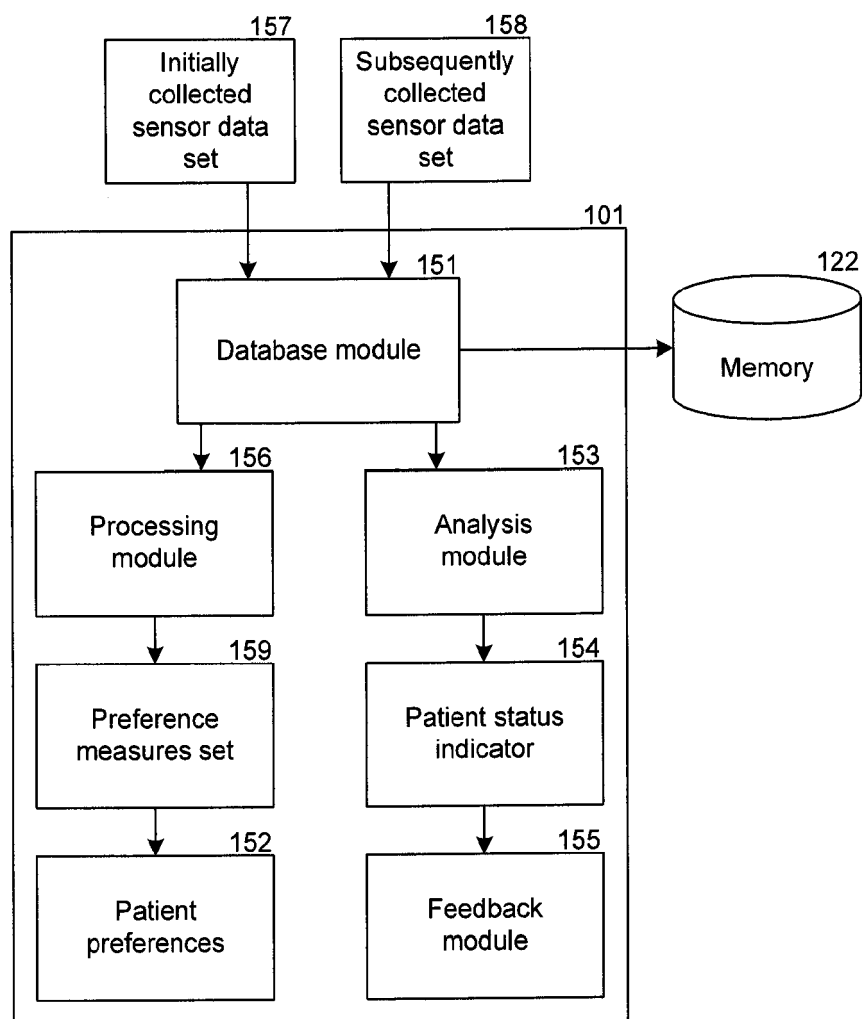 157
Initially
collected
sensor data
set
158
Subsequently
collected
sensor data
set
101
151
Database module
122
Memory
156
Processing
module
153
Analysis
module
159
Preference
measures set
154
Patient status
indicator
152
Patient
preferences
155
Feedback
module